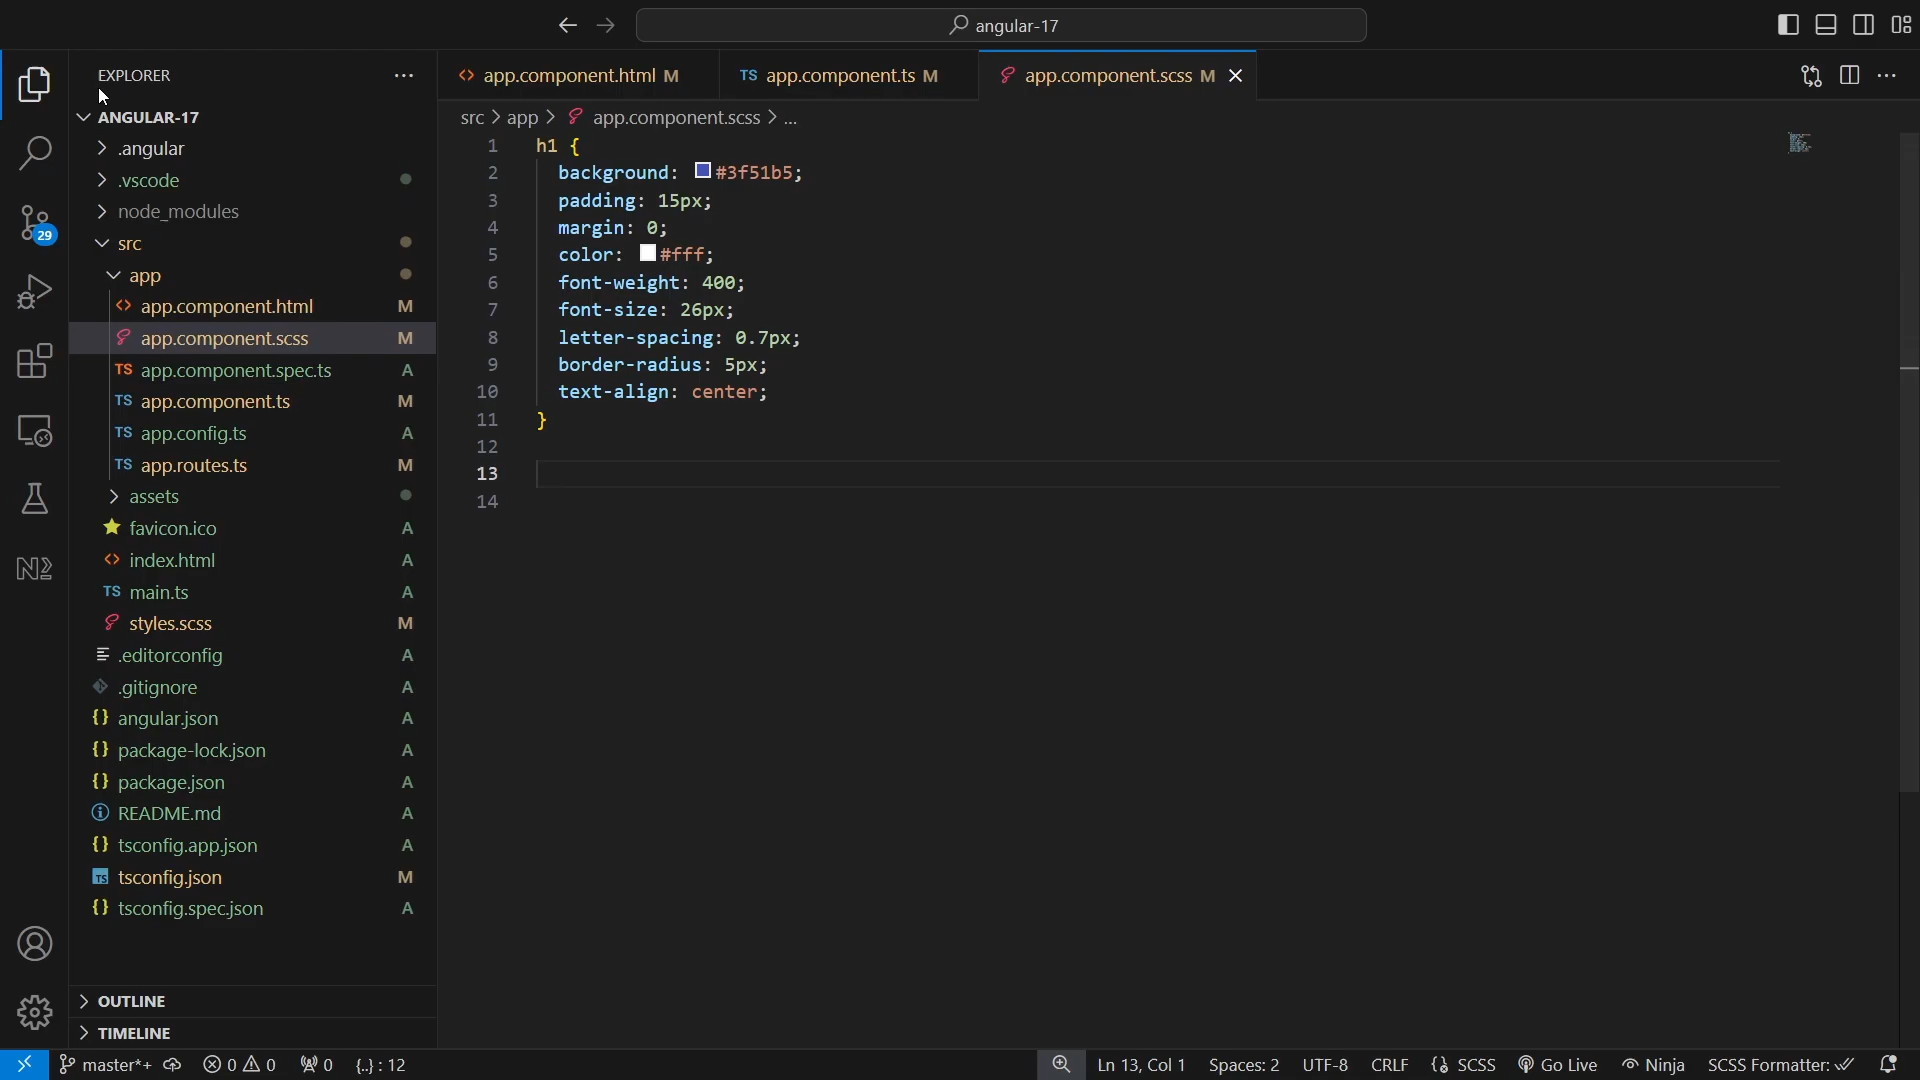 angular-17
EXPLORER
ANGULAR-17
.angular
.vscode
node_modules
src
app
app.component.html M
app.component.scss M
app.component.spec.ts A
app.component.ts M
app.config.ts A
app.routes.ts M
assets
favicon.ico A
index.html A
main.ts A
styles.scss M
.editorconfig A
.gitignore A
angular.json A
package-lock.json A
package.json A
README.md A
tsconfig.app.json A
tsconfig.json M
tsconfig.spec.json A
OUTLINE
TIMELINE
29
app.component.html M
TS app.component.ts M
app.component.scss M
src > app > app.component.scss > ...
1 h1 {
2 background: #3f51b5;
3 padding: 15px;
4 margin: 0;
5 color: #fff;
6 font-weight: 400;
7 font-size: 26px;
8 letter-spacing: 0.7px;
9 border-radius: 5px;
10 text-align: center;
11 }
12
13
14
master*+ 0 0 0 {..} : 12 Ln 13, Col 1 Spaces: 2 UTF-8 CRLF SCSS Go Live Ninja SCSS Formatter: